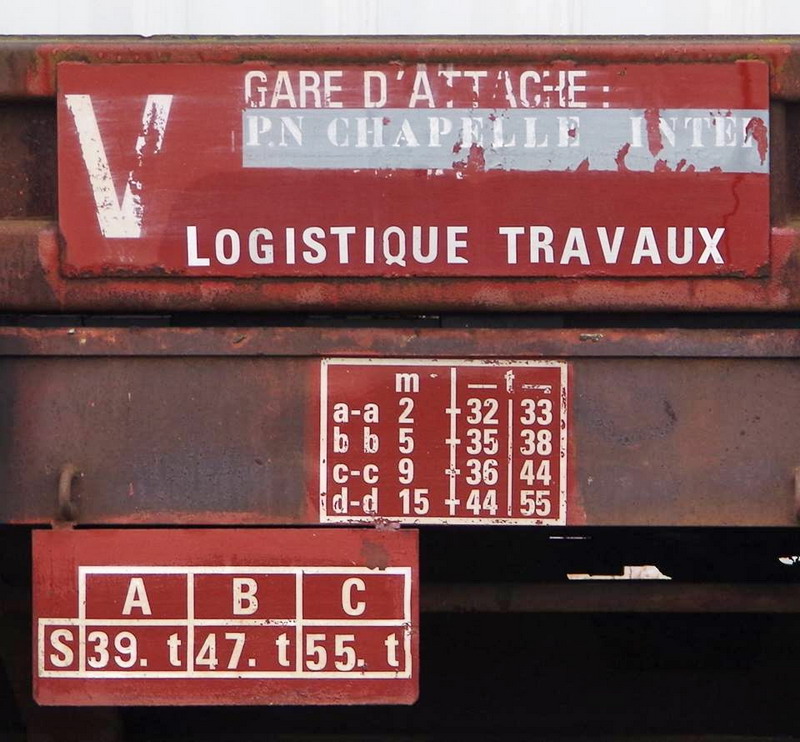 V
GARE D'ATTACHE :
P.N CHAPELLE INTER
LOGISTIQUE TRAVAUX
m — t —
a-a 2 32 33
b b 5 35 38
c-c 9 36 44
d-d 15 44 55
A B C
S 39. t 47. t 55. t